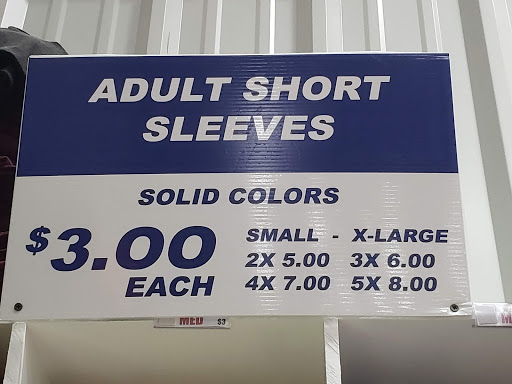 ADULT SHORT
SLEEVES
SOLID COLORS
$3.00
EACH
SMALL - X-LARGE
2X 5.00 3X 6.00
4X 7.00 5X 8.00
MED $3